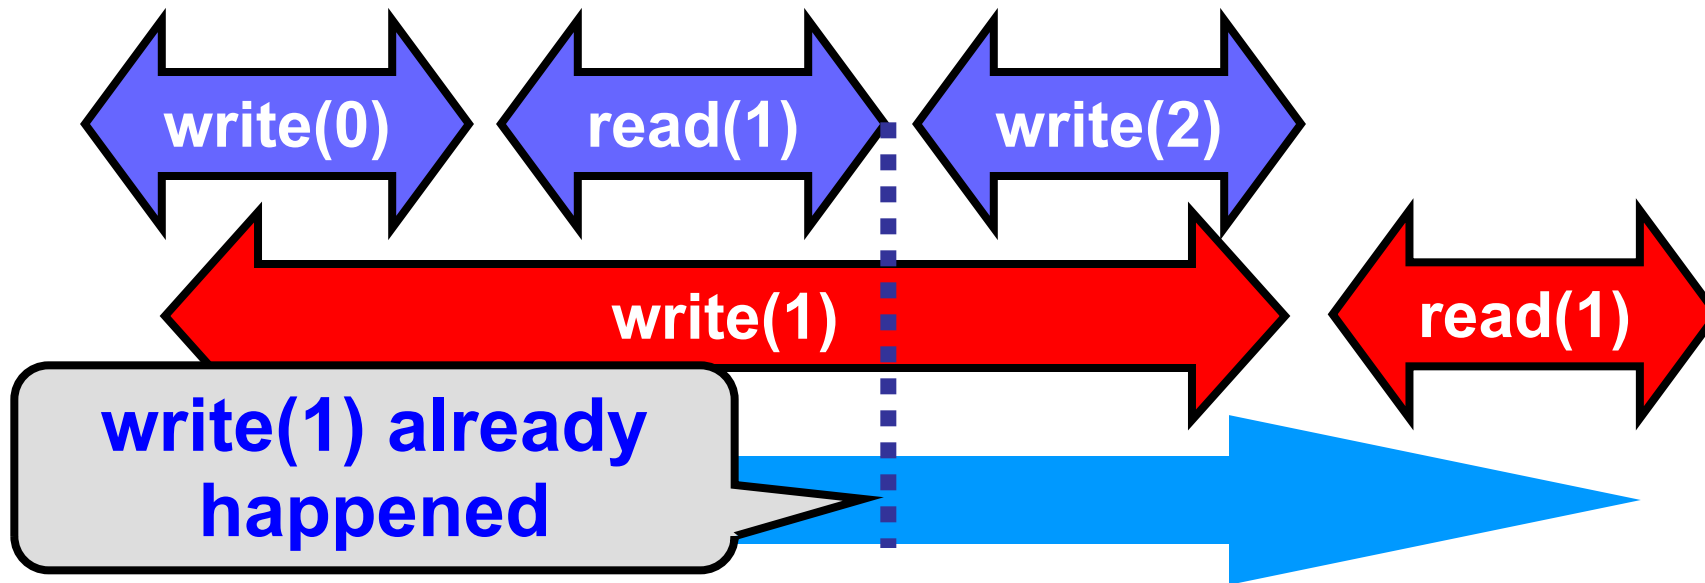 write(0) read(1) write(2)
write(1) read(1)
write(1) already
happened